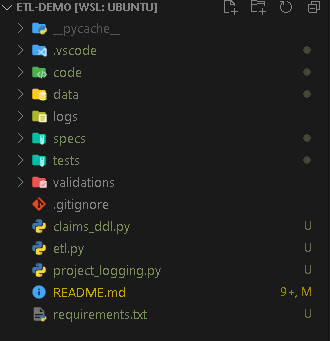 ETL-DEMO [WSL: UBUNTU]
__pycache__
.vscode
code
data
logs
specs
tests
validations
.gitignore
claims_ddl.py U
etl.py U
project_logging.py U
README.md 9+, M
requirements.txt U